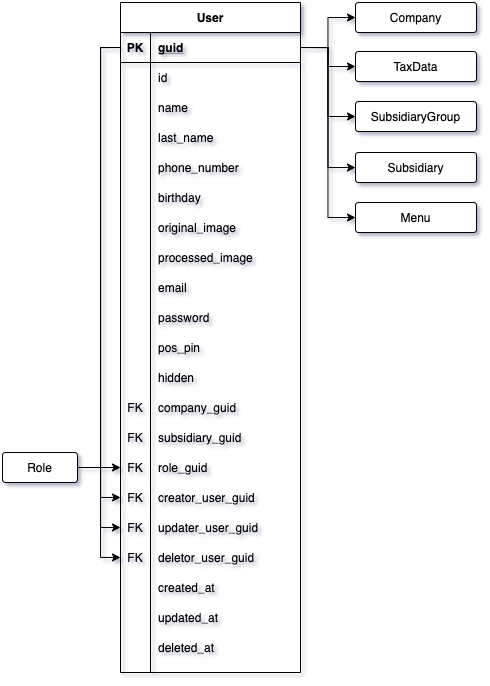 User
PK guid
id
name
last_name
phone_number
birthday
original_image
processed_image
email
password
pos_pin
hidden
FK company_guid
FK subsidiary_guid
FK role_guid
FK creator_user_guid
FK updater_user_guid
FK deletor_user_guid
created_at
updated_at
deleted_at
Role
Company
TaxData
SubsidiaryGroup
Subsidiary
Menu